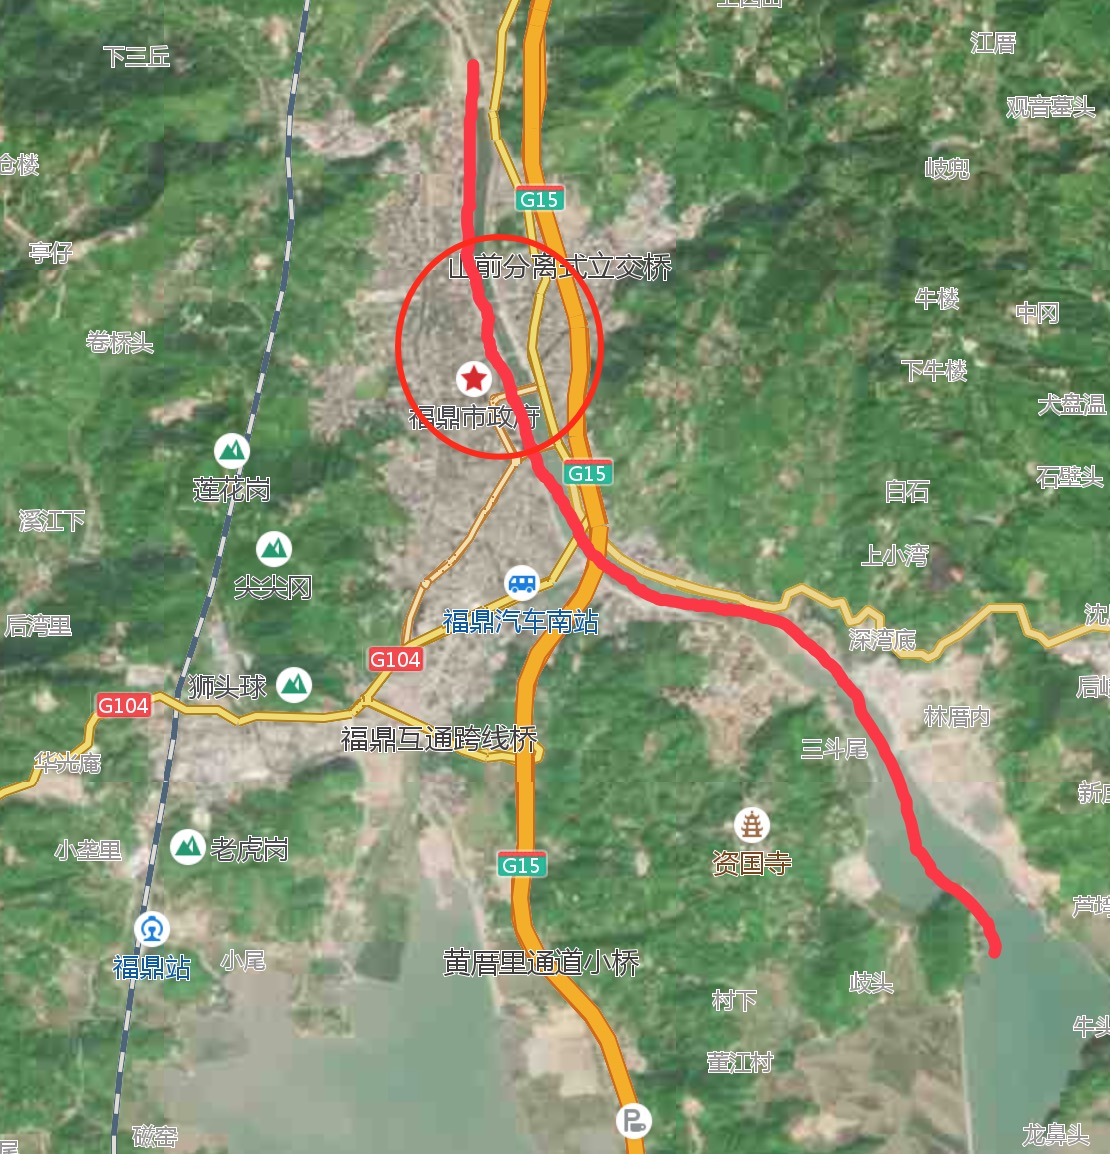 下三丘
江厝
观音墓头
仓楼
岐兜
G15
亭仔
山前分离式立交桥
牛楼
中冈
卷桥头
下牛楼
犬盘温
福鼎市政府
G15
石壁头
莲花岗
白石
溪江下
上小湾
尖尖冈
后湾里
福鼎汽车南站
深湾底
G104
狮头球
G104
林厝内
福鼎互通跨线桥
三斗尾
华光庵
小垄里
老虎岗
资国寺
G15
福鼎站
小尾
黄厝里通道小桥
歧头
村下
董江村
磁窑
龙鼻头